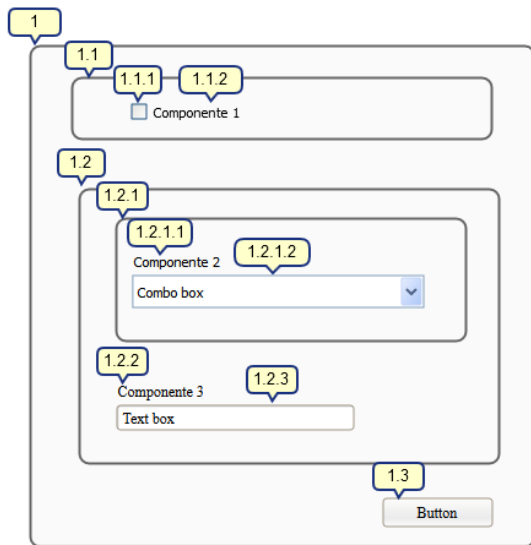 1
1.1
1.1.1 1.1.2
Componente 1
1.2
1.2.1
1.2.1.1
1.2.1.2
Componente 2
Combo box
1.2.2
1.2.3
Componente 3
Text box
1.3
Button